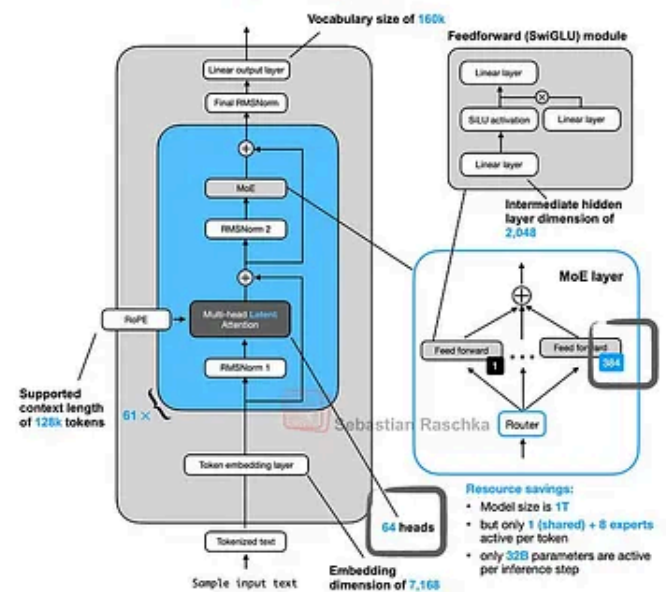 Vocabulary size of 160k
Linear output layer
Final RMSNorm
MoE
RMSNorm 2
Multi-head Latent
Attention
RoPE
RMSNorm 1
Supported
context length
of 128k tokens
61 ×
Token embedding layer
Tokenized text
Sample input text
64 heads
Embedding
dimension of 7,168
Sebastian Raschka
Feedforward (SwiGLU) module
Linear layer
SiLU activation
Linear layer
Linear layer
Intermediate hidden
layer dimension of
2,048
MoE layer
Feed forward
1
Feed forward
384
Router
Resource savings:
• Model size is 1T
• but only 1 (shared) + 8 experts
active per token
• only 32B parameters are active
per inference step